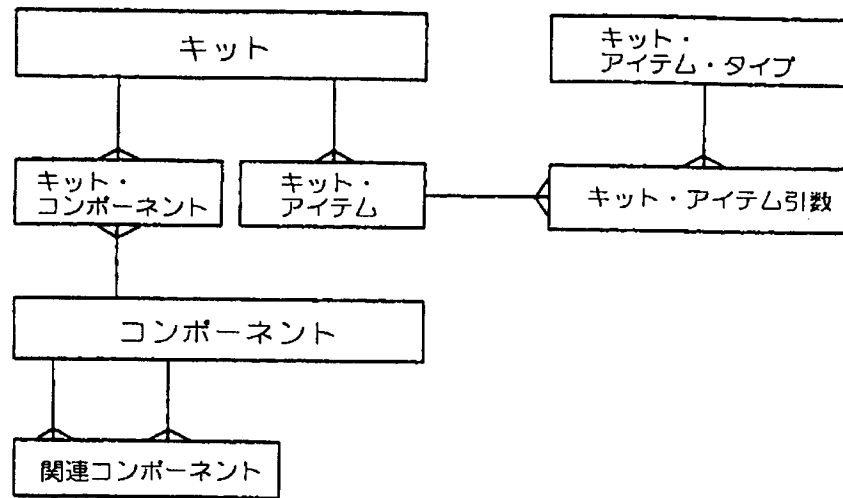 キット
キット・
アイテム・タイプ
キット・
コンポーネント
キット・
アイテム
キット・アイテム引数
コンポーネント
関連コンポーネント